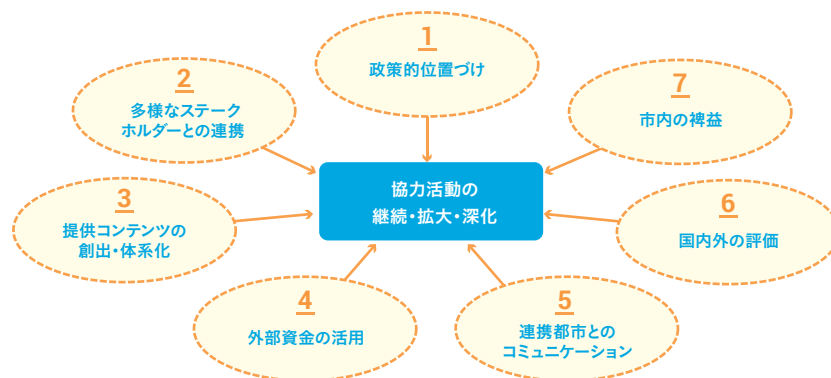 1
政策的位置づけ
2
多様なステーク
ホルダーとの連携
3
提供コンテンツの
創出・体系化
4
外部資金の活用
5
連携都市との
コミュニケーション
6
国内外の評価
7
市内の裨益
協力活動の
継続・拡大・深化